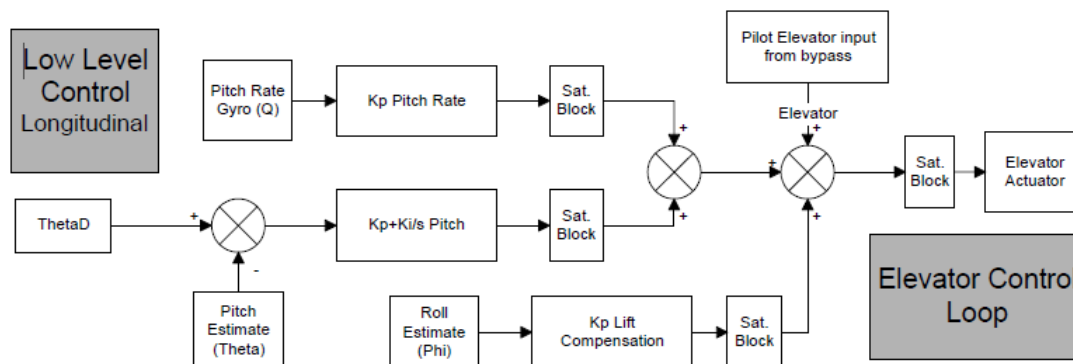 Low Level
Control
Longitudinal
Pitch Rate
Gyro (Q)
Kp Pitch Rate
Sat.
Block
Pilot Elevator input
from bypass
Elevator
+
+
+
Sat.
Block
Elevator
Actuator
ThetaD
+
-
Kp+Ki/s Pitch
Sat.
Block
+
+
Pitch
Estimate
(Theta)
Roll
Estimate
(Phi)
Kp Lift
Compensation
Sat.
Block
Elevator Control
Loop